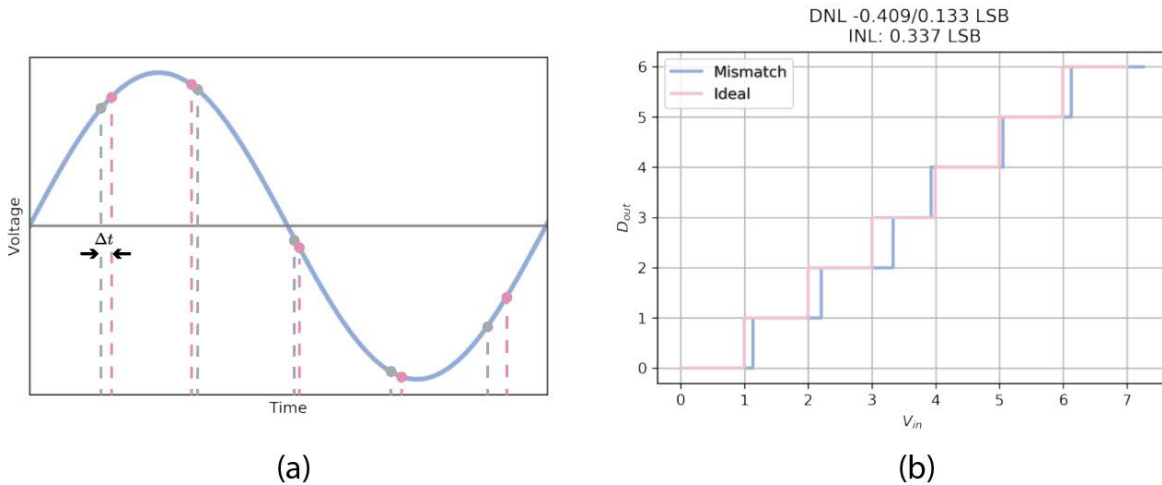 Voltage
Δt
Time
(a)
DNL -0.409/0.133 LSB
INL: 0.337 LSB
Mismatch
Ideal
D_out
6
5
4
3
2
1
0
0 1 2 3 4 5 6 7
V_in
(b)